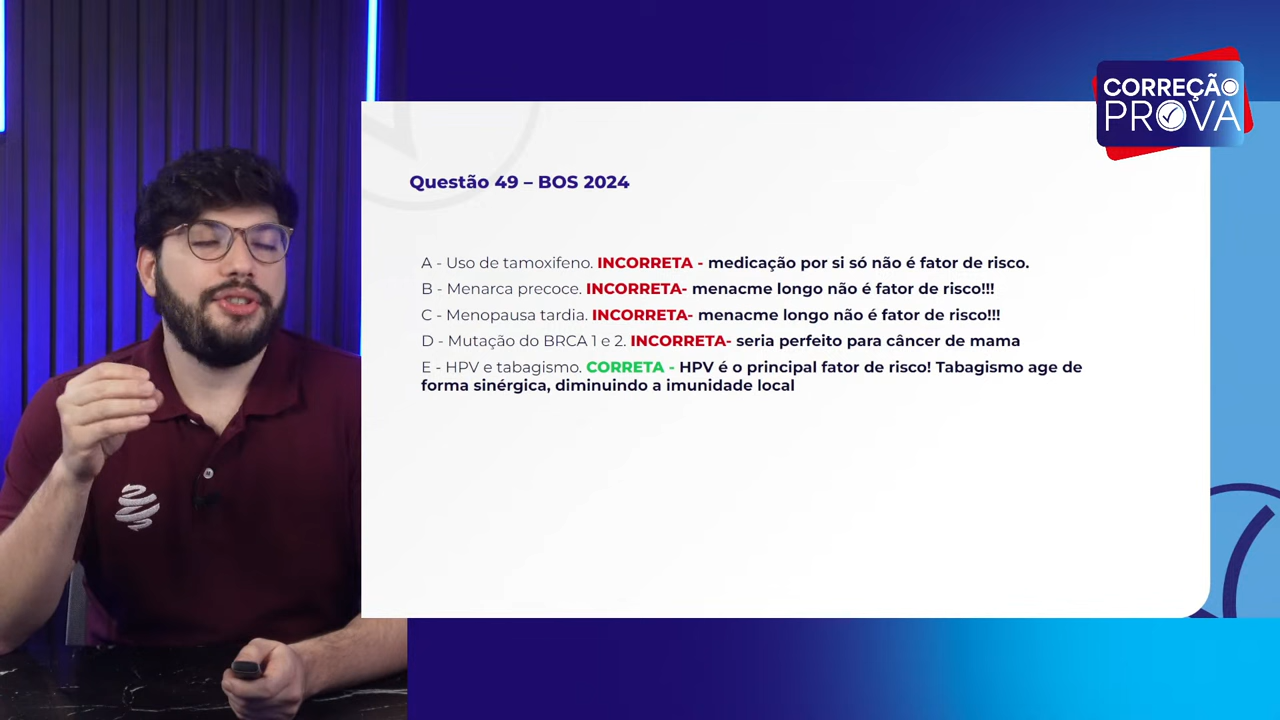 CORREÇÃO
PROVA
Questão 49 – BOS 2024
A - Uso de tamoxifeno. INCORRETA - medicação por si só não é fator de risco.
B - Menarca precoce. INCORRETA- menacme longo não é fator de risco!!!
C - Menopausa tardia. INCORRETA- menacme longo não é fator de risco!!!
D - Mutação do BRCA 1 e 2. INCORRETA- seria perfeito para câncer de mama
E - HPV e tabagismo. CORRETA - HPV é o principal fator de risco! Tabagismo age de
forma sinérgica, diminuindo a imunidade local